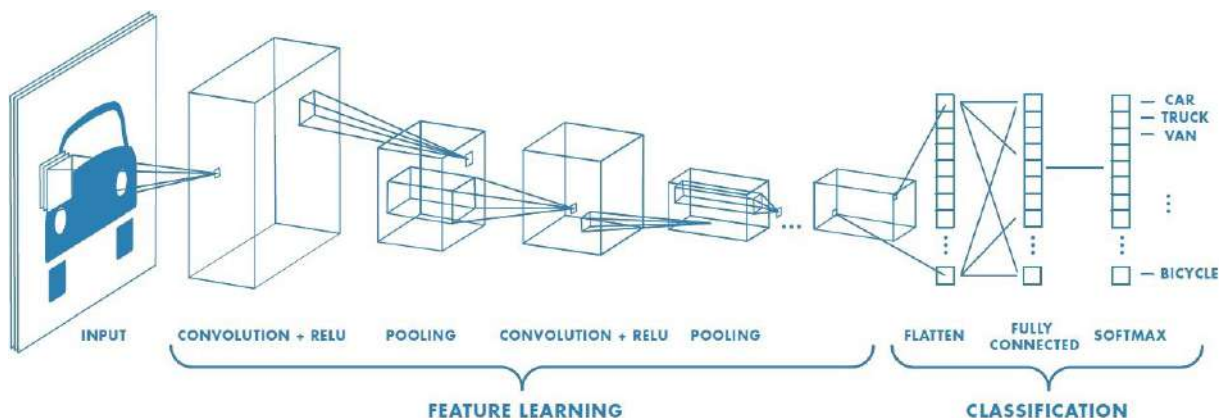 CAR
TRUCK
VAN
BICYCLE
INPUT
CONVOLUTION + RELU
POOLING
CONVOLUTION + RELU
POOLING
FLATTEN
FULLY
CONNECTED
SOFTMAX
FEATURE LEARNING
CLASSIFICATION